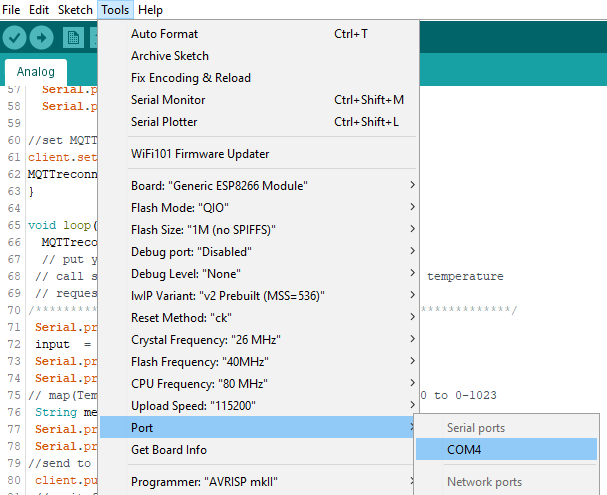 File Edit Sketch Tools Help
Analog
Auto Format Ctrl+T
Archive Sketch
Fix Encoding & Reload
Serial Monitor Ctrl+Shift+M
Serial Plotter Ctrl+Shift+L
WiFi101 Firmware Updater
Board: "Generic ESP8266 Module"
Flash Mode: "QIO"
Flash Size: "1M (no SPIFFS)"
Debug port: "Disabled"
Debug Level: "None"
lwIP Variant: "v2 Prebuilt (MSS=536)"
Reset Method: "ck"
Crystal Frequency: "26 MHz"
Flash Frequency: "40MHz"
CPU Frequency: "80 MHz"
Upload Speed: "115200"
Port
Get Board Info
Programmer: "AVRISP mkII"
Serial ports
COM4
Network ports
57 Serial.p
58 Serial.p
59
60 //set MQTT
61 client.set
62 MQTTreconn
63 }
64
65 void loop(
66 MQTTreco
67 // put y
68 // call s temperature
69 // reques
70 /********** *************/
71 Serial.pr
72 input =
73 Serial.pr
74 Serial.pr
75 // map(Tem 0 to 0-1023
76 String me
77 Serial.pr
78 Serial.pr
79 //send to
80 client.pu